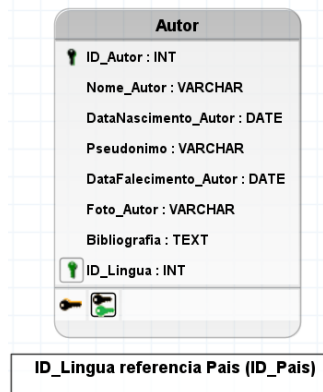 Autor
ID_Autor : INT
Nome_Autor : VARCHAR
DataNascimento_Autor : DATE
Pseudonimo : VARCHAR
DataFalecimento_Autor : DATE
Foto_Autor : VARCHAR
Bibliografia : TEXT
ID_Lingua : INT
ID_Lingua referencia Pais (ID_Pais)